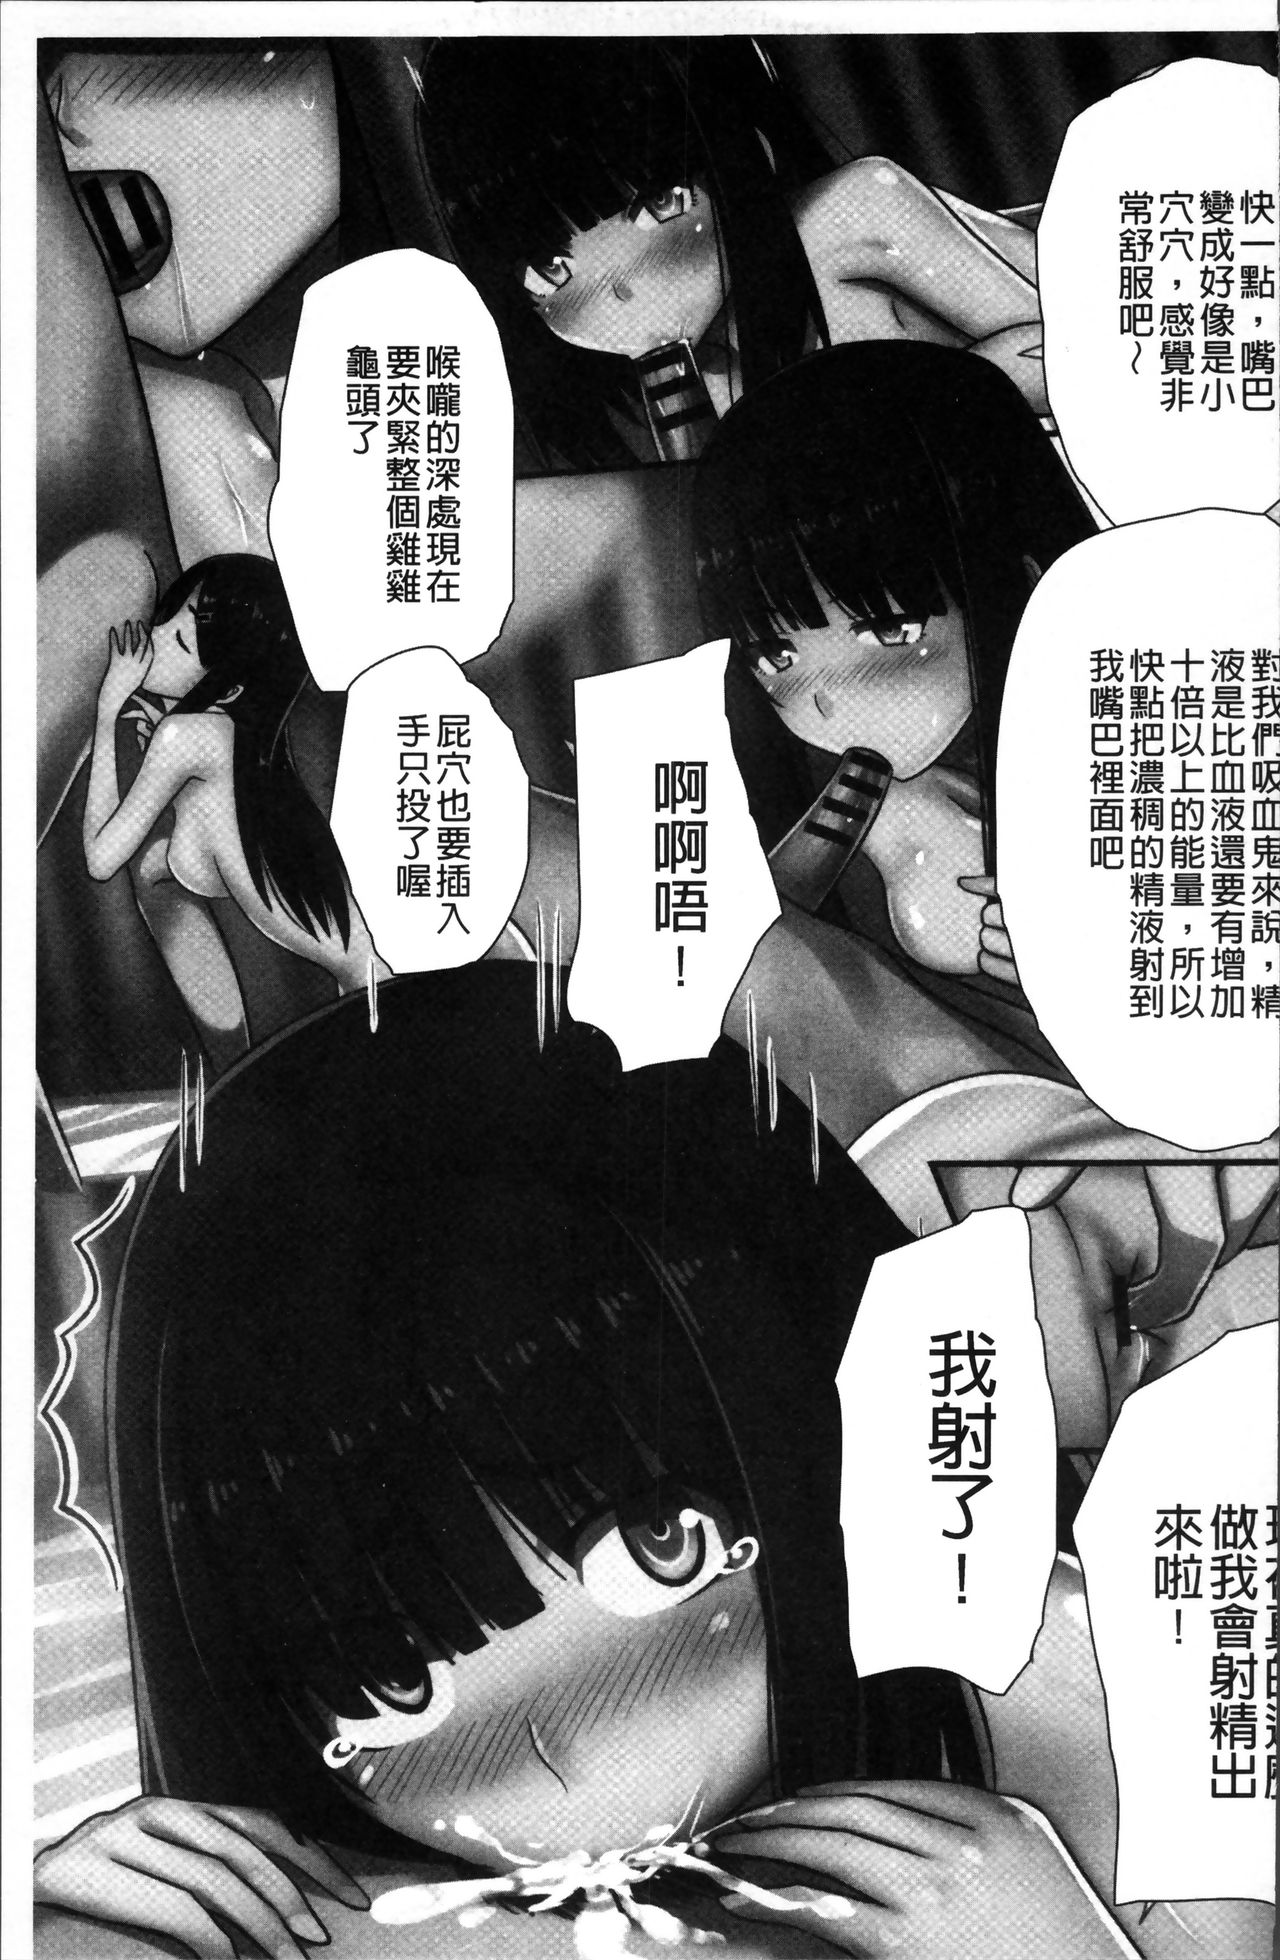 快一點，嘴巴
變成好像是小
穴穴，感覺非
常舒服吧～
對我們吸血鬼來說，精
液是比血液還要有增加
十倍以上的能量，所以
快點把濃稠的精液射到
我嘴巴裡面吧
喉嚨的深處現在
要夾緊整個雞雞
龜頭了
屁穴也要插入
手只投了喔
啊啊唔！
做我會射精出
來啦！
我射了！